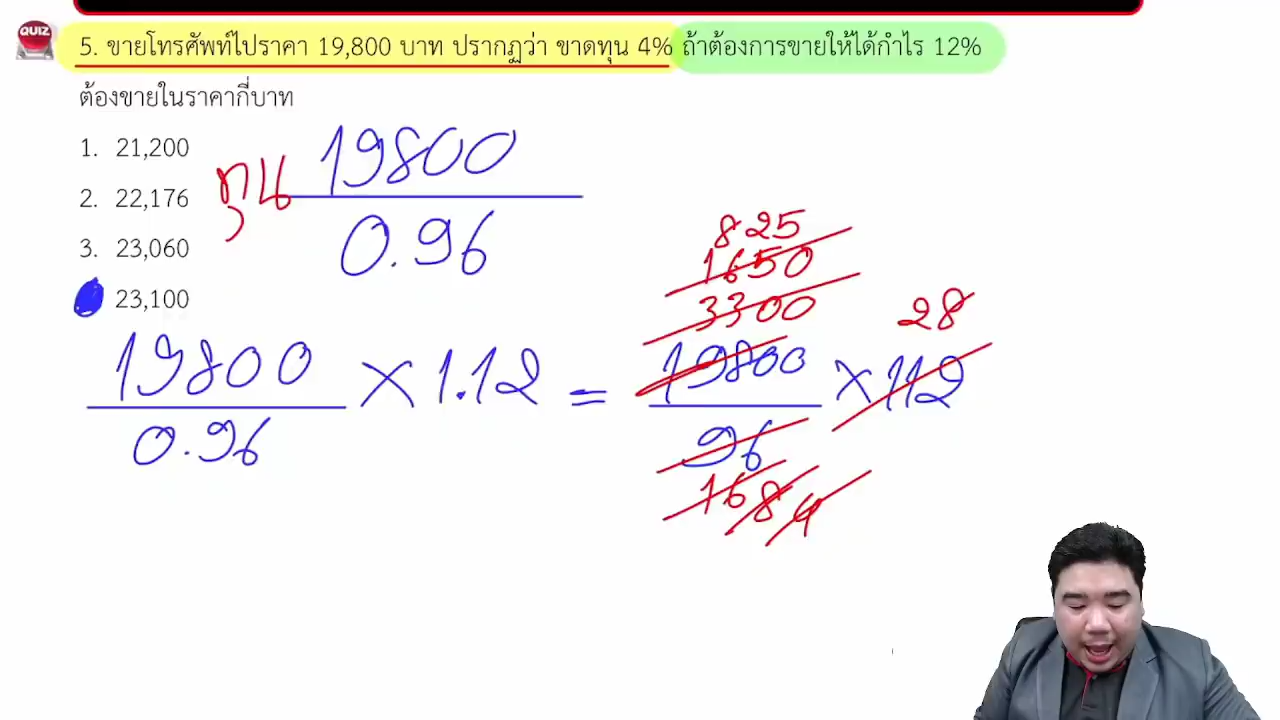 QUIZ
5. ขายโทรศัพท์ไปราคา 19,800 บาท ปรากฏว่า ขาดทุน 4% ถ้าต้องการขายให้ได้กำไร 12%
ต้องขายในราคากี่บาท
1. 21,200
2. 22,176
3. 23,060
23,100
ทุน 19800
0.96
825
1650
3300
28
19800 × 1.12 = 19800 × 112
0.96 96
16 8 4